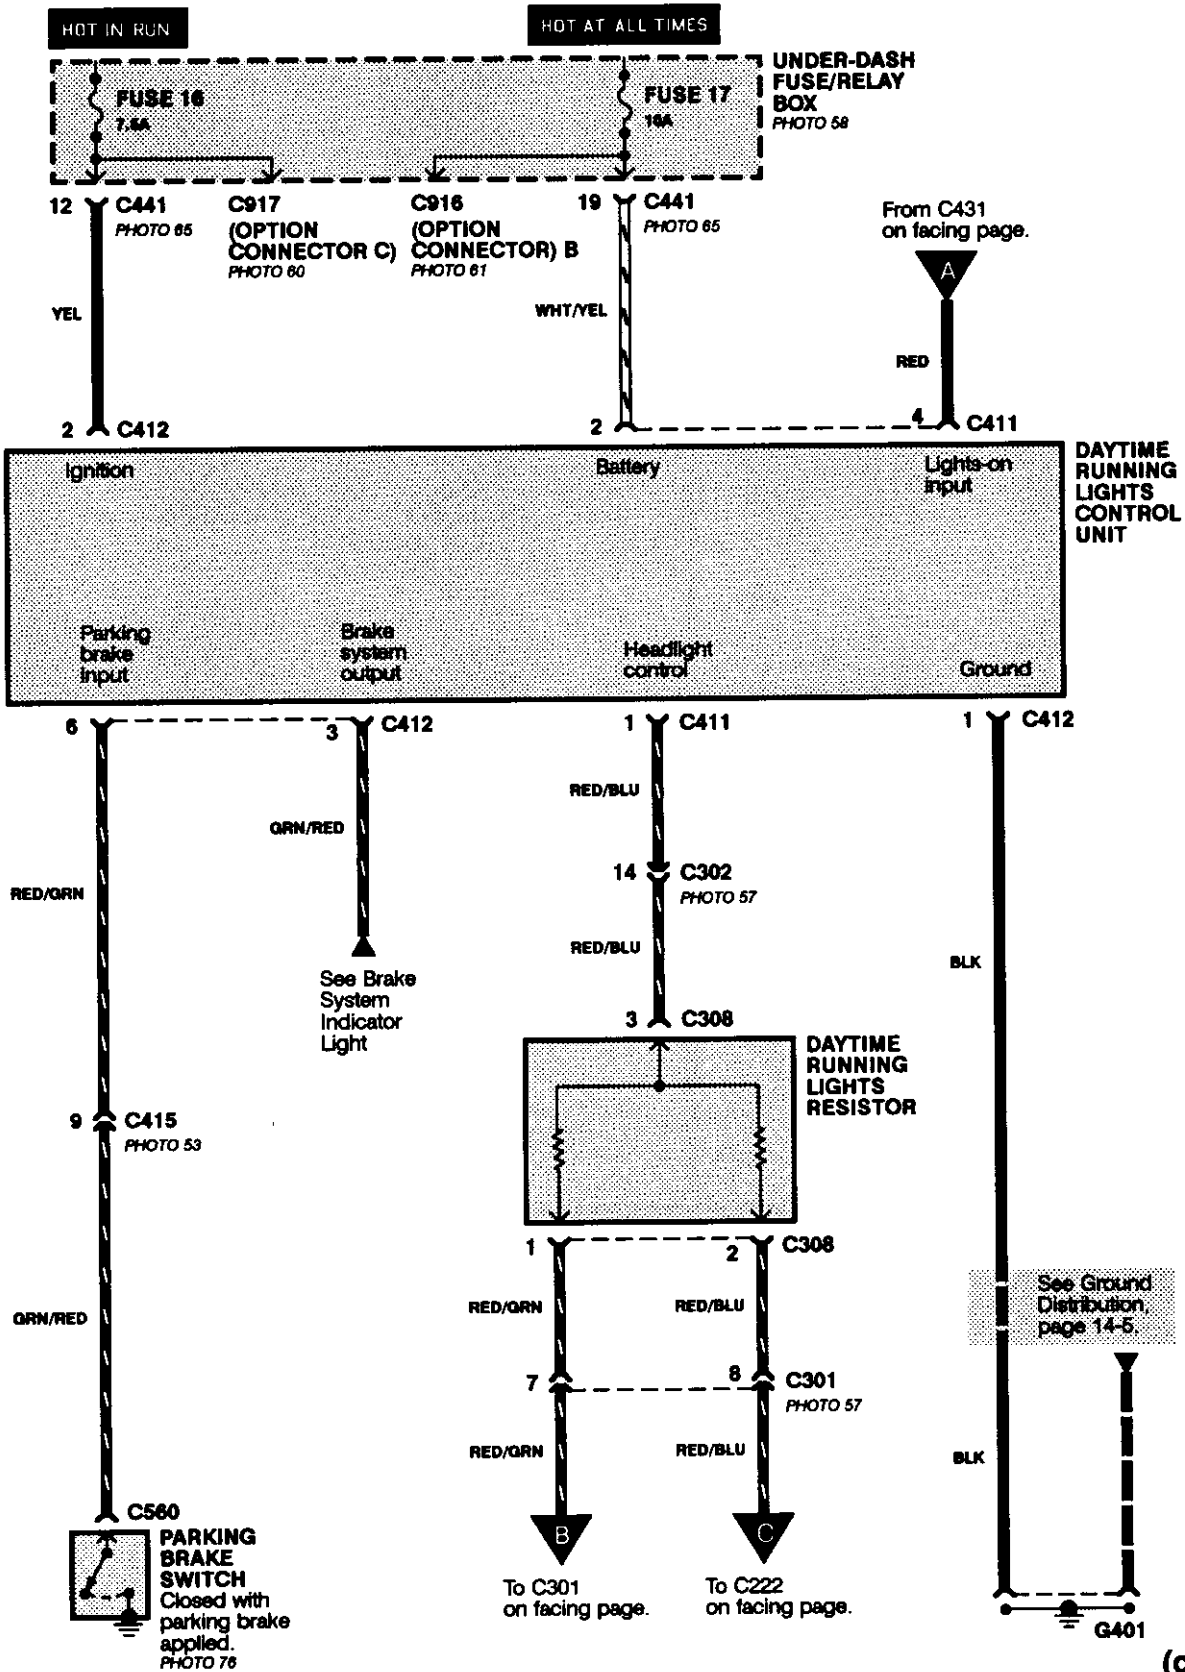 HOT IN RUN
HOT AT ALL TIMES
FUSE 16
7.5A
FUSE 17
10A
UNDER-DASH
FUSE/RELAY
BOX
PHOTO 58
12
C441
PHOTO 65
C917
(OPTION
CONNECTOR C)
PHOTO 60
C916
(OPTION
CONNECTOR) B
PHOTO 61
19
C441
PHOTO 65
From C431
on facing page.
A
YEL
WHT/YEL
RED
2
C412
2
4
C411
Ignition
Battery
Lights-on
input
DAYTIME
RUNNING
LIGHTS
CONTROL
UNIT
Parking
brake
input
Brake
system
output
Headlight
control
Ground
6
3
C412
1
C411
1
C412
RED/BLU
GRN/RED
14
C302
PHOTO 57
RED/GRN
RED/BLU
BLK
See Brake
System
Indicator
Light
3
C308
DAYTIME
RUNNING
LIGHTS
RESISTOR
9
C415
PHOTO 53
1
2
C308
See Ground
Distribution,
page 14-5.
GRN/RED
RED/GRN
RED/BLU
7
8
C301
PHOTO 57
RED/GRN
RED/BLU
BLK
C560
PARKING
BRAKE
SWITCH
Closed with
parking brake
applied.
PHOTO 76
B
C
To C301
on facing page.
To C222
on facing page.
G401
(c